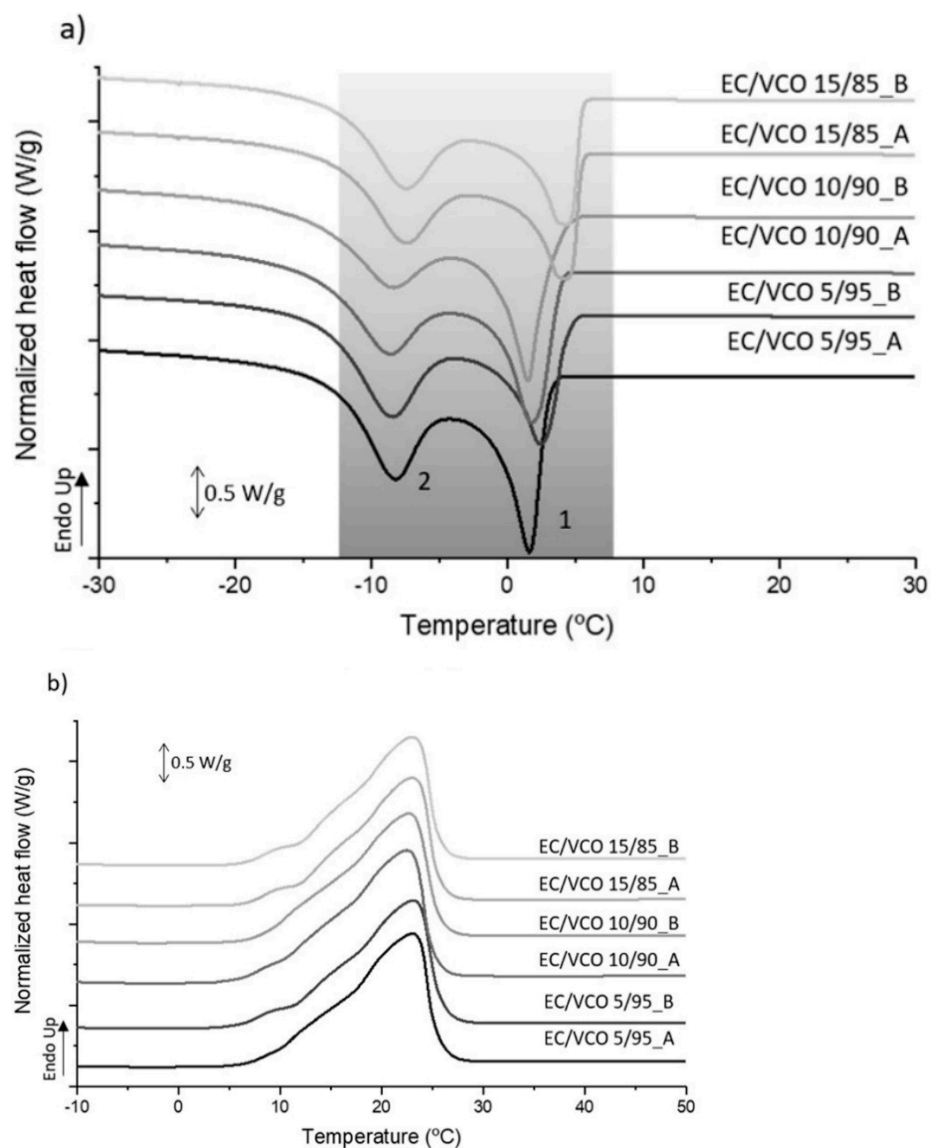 a)
Normalized heat flow (W/g)
Endo Up
EC/VCO 15/85_B
EC/VCO 15/85_A
EC/VCO 10/90_B
EC/VCO 10/90_A
EC/VCO 5/95_B
EC/VCO 5/95_A
0.5 W/g
2
1
-30 -20 -10 0 10 20 30
Temperature (ºC)
b)
Normalized heat flow (W/g)
Endo Up
0.5 W/g
EC/VCO 15/85_B
EC/VCO 15/85_A
EC/VCO 10/90_B
EC/VCO 10/90_A
EC/VCO 5/95_B
EC/VCO 5/95_A
-10 0 10 20 30 40 50
Temperature (ºC)